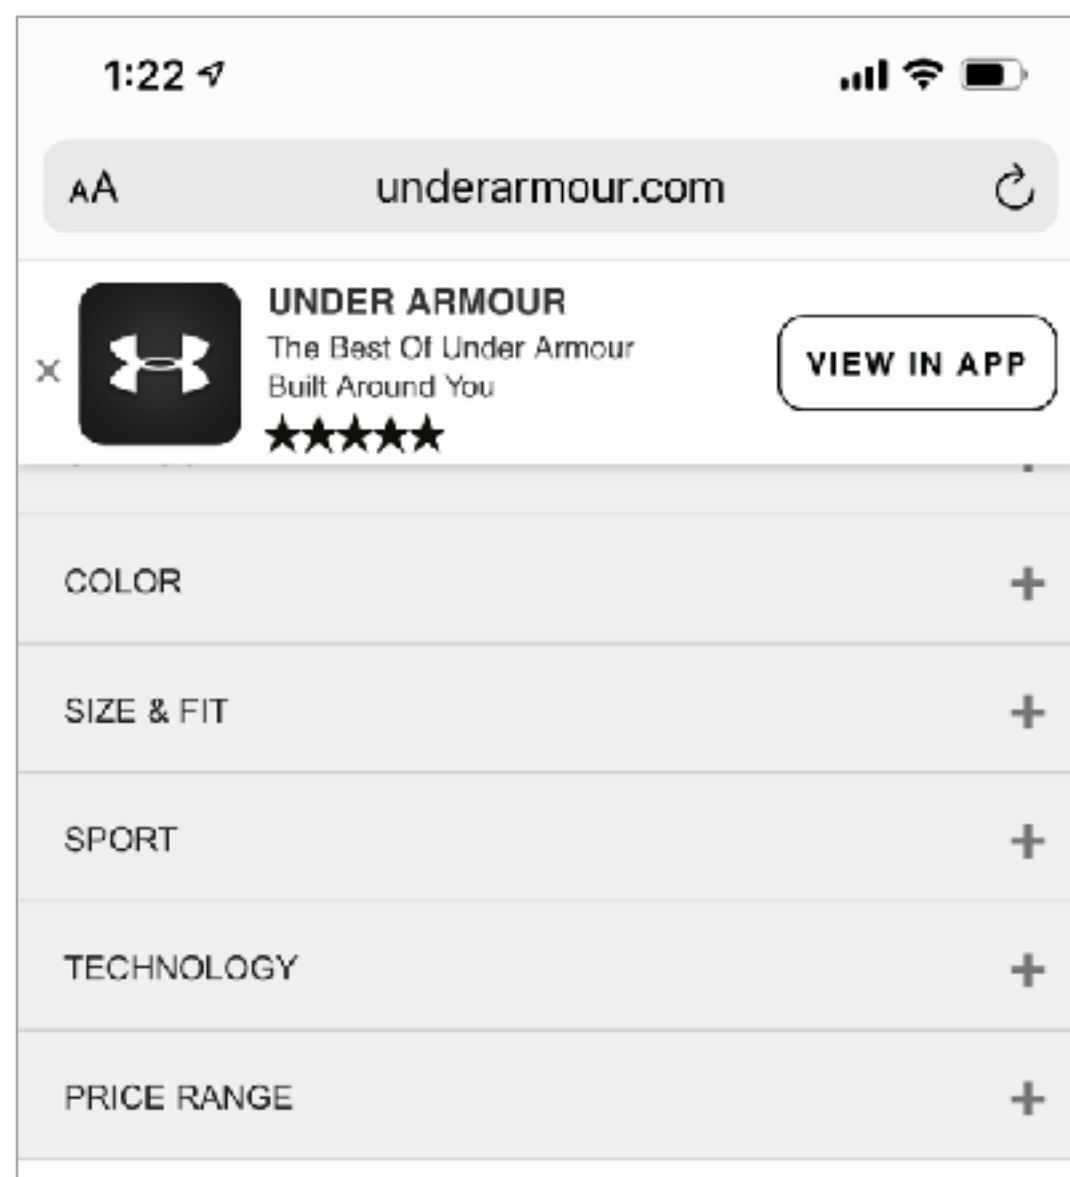 1:22
AA underarmour.com
UNDER ARMOUR
The Best Of Under Armour
Built Around You
VIEW IN APP
COLOR
SIZE & FIT
SPORT
TECHNOLOGY
PRICE RANGE